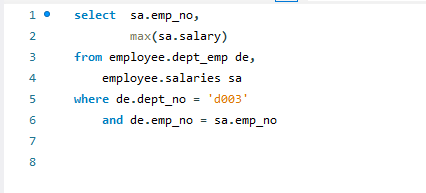 1 select  sa.emp_no,
2         max(sa.salary)
3 from employee.dept_emp de,
4     employee.salaries sa
5 where de.dept_no = 'd003'
6     and de.emp_no = sa.emp_no
7
8